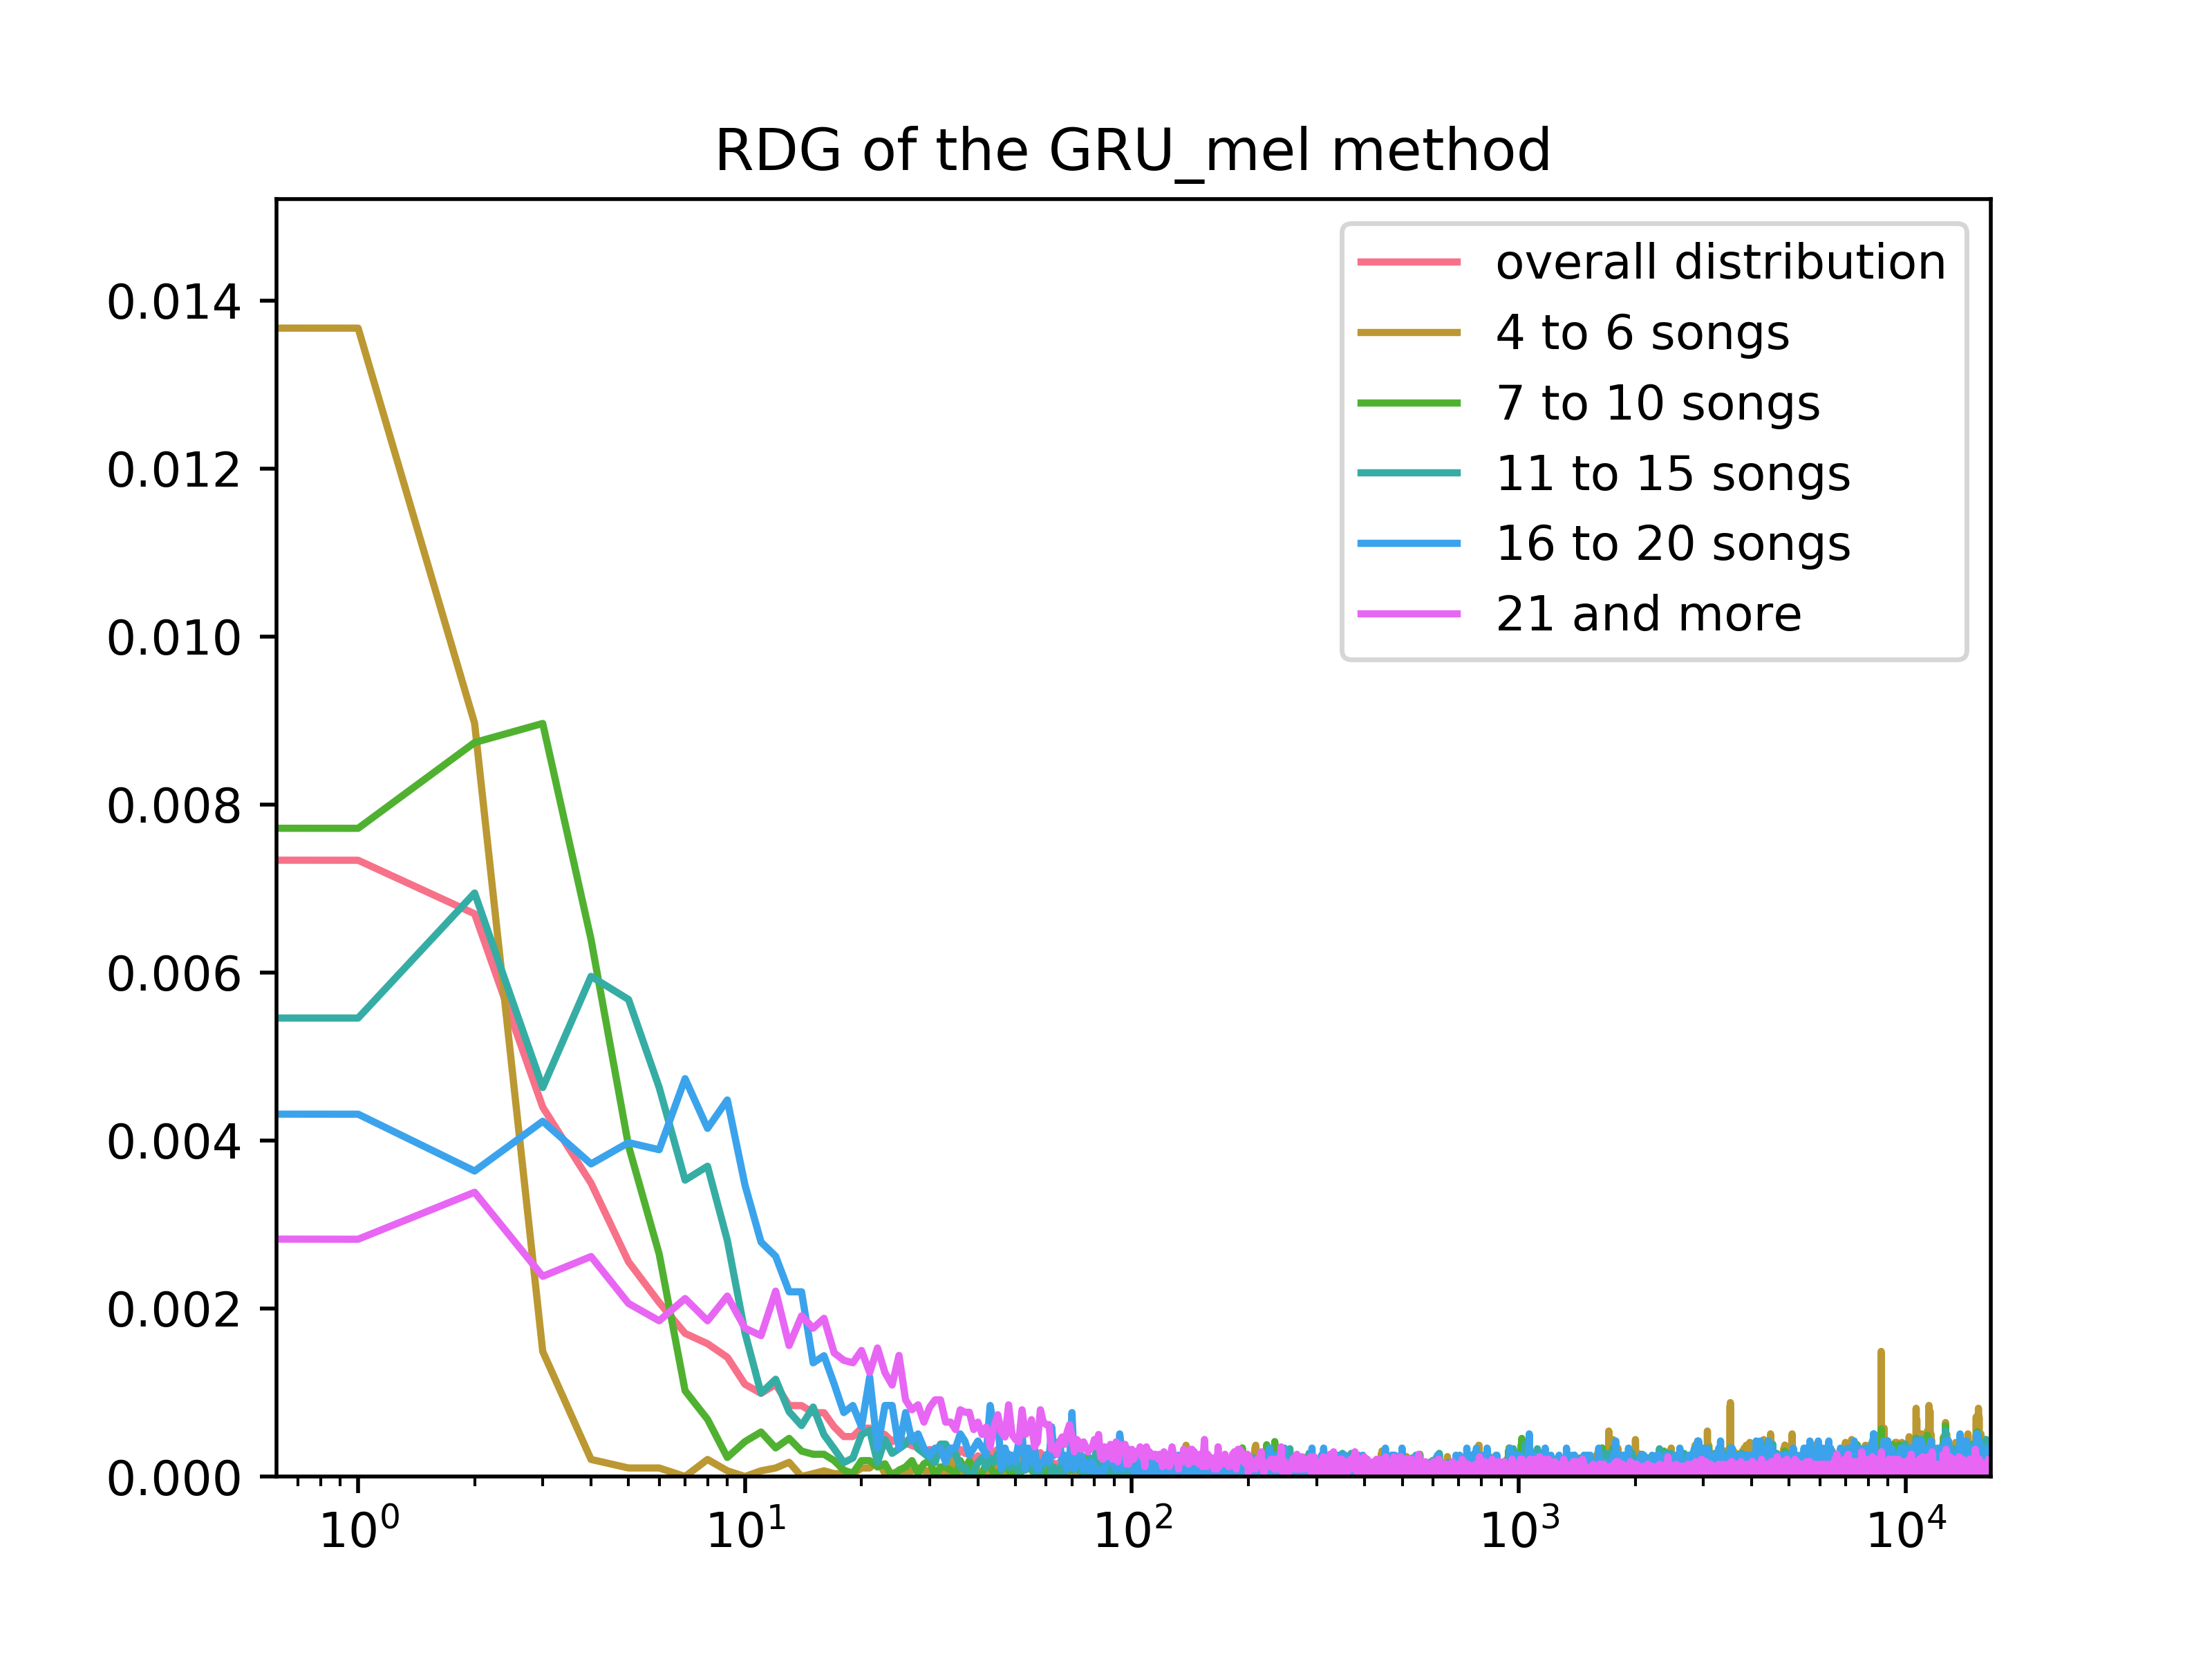 RDG of the GRU_mel method
overall distribution
4 to 6 songs
7 to 10 songs
11 to 15 songs
16 to 20 songs
21 and more
0.014
0.012
0.010
0.008
0.006
0.004
0.002
0.000
10⁰ 10¹ 10² 10³ 10⁴